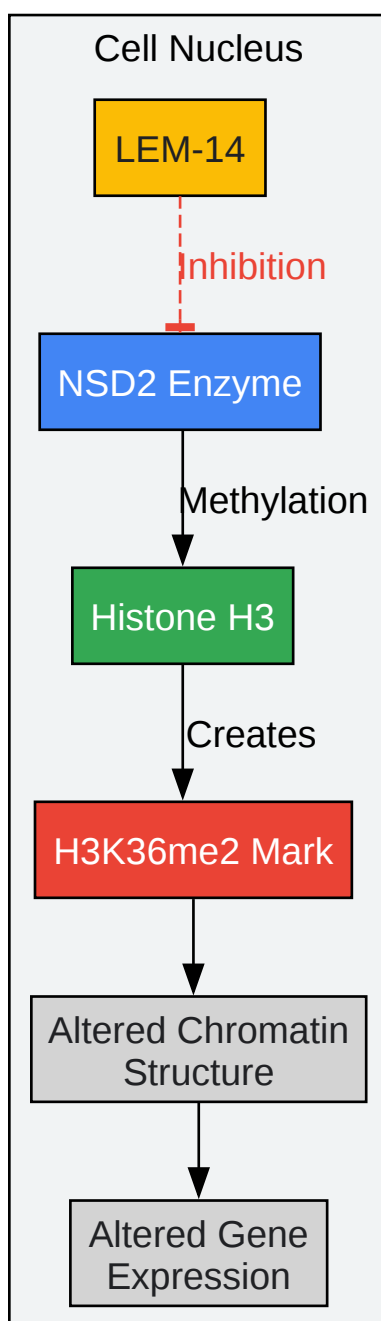 Cell Nucleus
LEM-14
Inhibition
NSD2 Enzyme
Methylation
Histone H3
Creates
H3K36me2 Mark
Altered Chromatin
Structure
Altered Gene
Expression